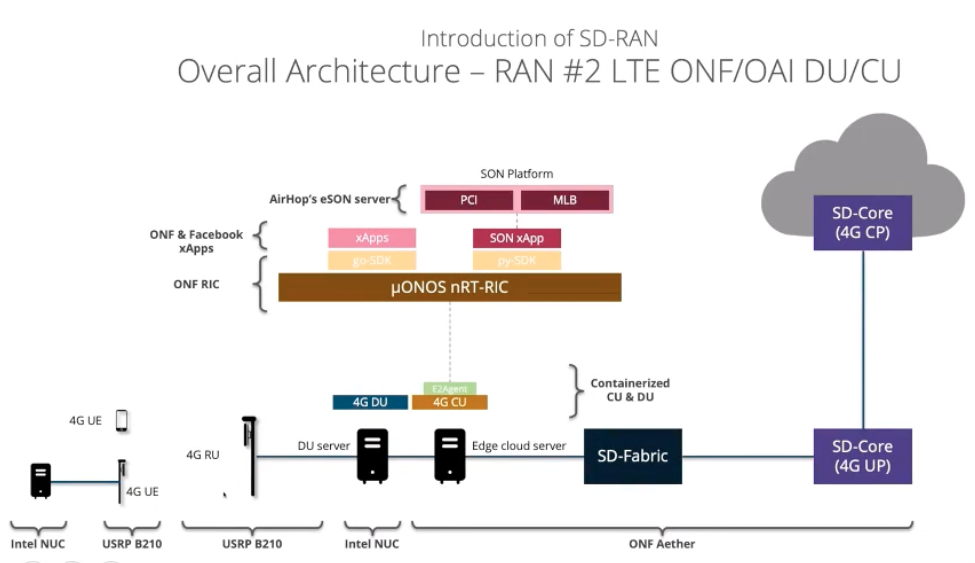 Introduction of SD-RAN
Overall Architecture – RAN #2 LTE ONF/OAI DU/CU
SON Platform
AirHop's eSON server
PCI
MLB
SD-Core
(4G CP)
ONF & Facebook
xApps
xApps
SON xApp
go-SDK
py-SDK
ONF RIC
µONOS nRT-RIC
E2Agent
4G DU
4G CU
Containerized
CU & DU
4G UE
4G RU
DU server
Edge cloud server
SD-Fabric
SD-Core
(4G UP)
4G UE
Intel NUC
USRP B210
USRP B210
Intel NUC
ONF Aether